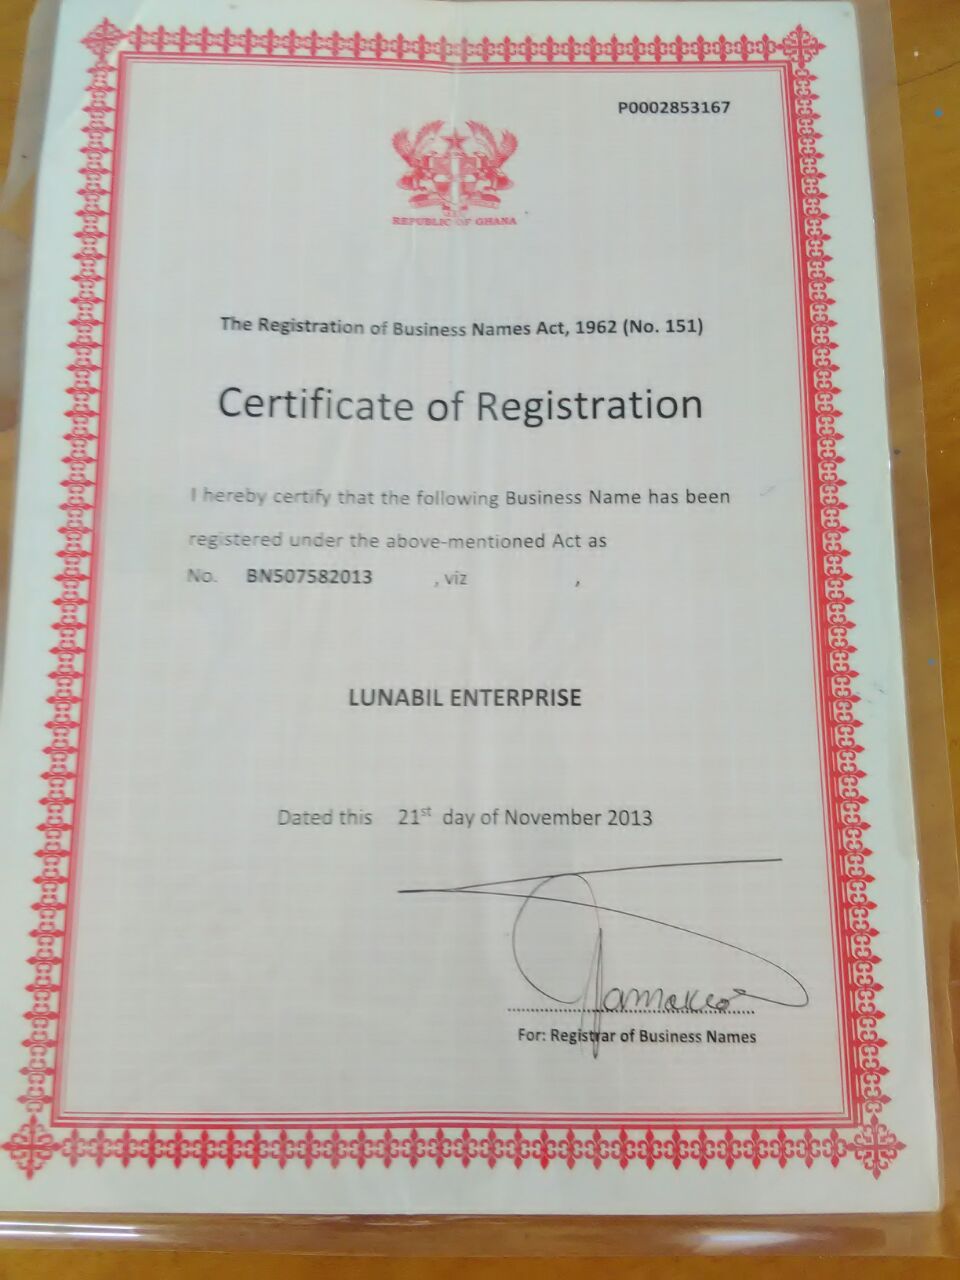 P0002853167
REPUBLIC OF GHANA
The Registration of Business Names Act, 1962 (No. 151)
Certificate of Registration
I hereby certify that the following Business Name has been
registered under the above-mentioned Act as
No. BN507582013 , viz ,
LUNABIL ENTERPRISE
Dated this 21st day of November 2013
For: Registrar of Business Names